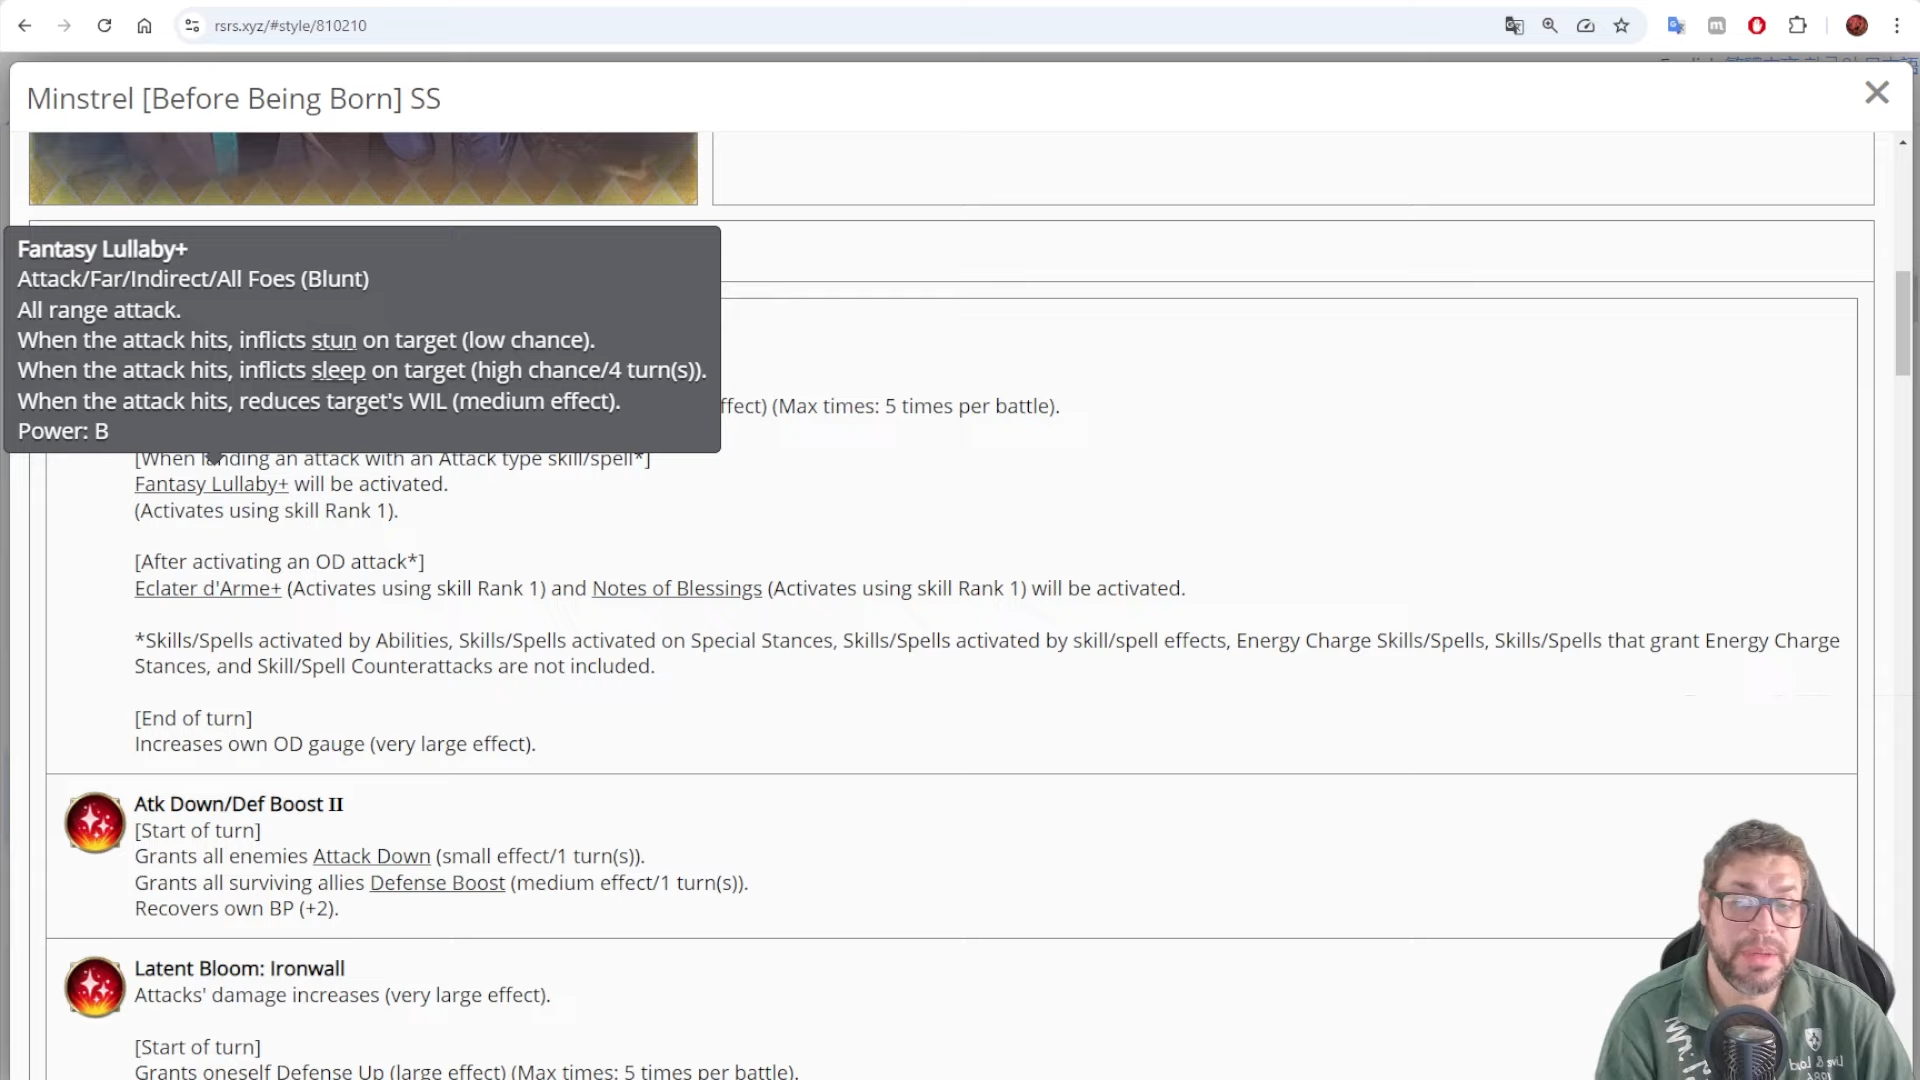 rsrs.xyz/#style/810210
Minstrel [Before Being Born] SS
Fantasy Lullaby+
Attack/Far/Indirect/All Foes (Blunt)
All range attack.
When the attack hits, inflicts stun on target (low chance).
When the attack hits, inflicts sleep on target (high chance/4 turn(s)).
When the attack hits, reduces target's WIL (medium effect).
Power: B
ffect) (Max times: 5 times per battle).
[When landing an attack with an Attack type skill/spell*]
Fantasy Lullaby+ will be activated.
(Activates using skill Rank 1).
[After activating an OD attack*]
Eclater d'Arme+ (Activates using skill Rank 1) and Notes of Blessings (Activates using skill Rank 1) will be activated.
*Skills/Spells activated by Abilities, Skills/Spells activated on Special Stances, Skills/Spells activated by skill/spell effects, Energy Charge Skills/Spells, Skills/Spells that grant Energy Charge
Stances, and Skill/Spell Counterattacks are not included.
[End of turn]
Increases own OD gauge (very large effect).
Atk Down/Def Boost II
[Start of turn]
Grants all enemies Attack Down (small effect/1 turn(s)).
Grants all surviving allies Defense Boost (medium effect/1 turn(s)).
Recovers own BP (+2).
Latent Bloom: Ironwall
Attacks' damage increases (very large effect).
[Start of turn]
Grants oneself Defense Up (large effect) (Max times: 5 times per battle).